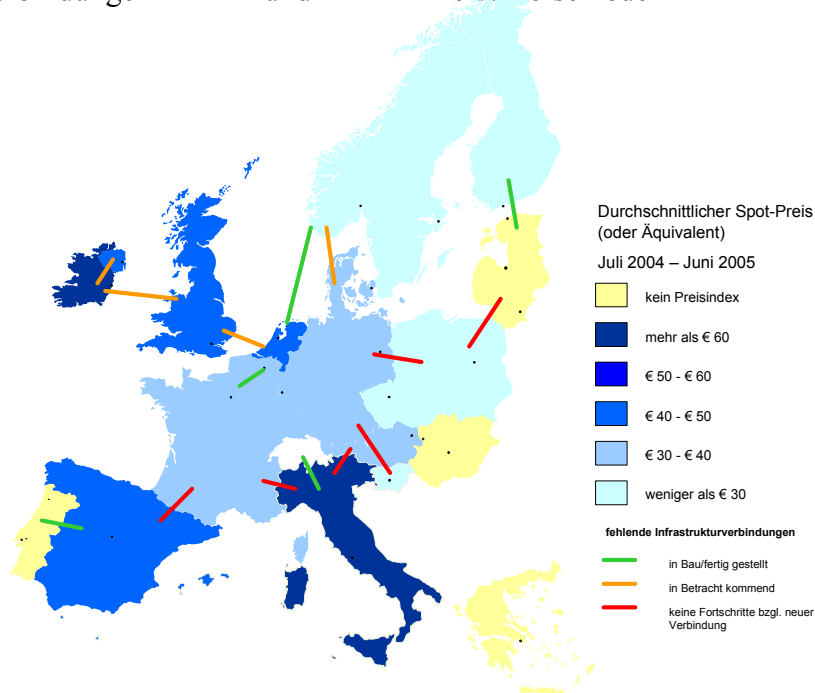 Durchschnittlicher Spot-Preis
(oder Äquivalent)
Juli 2004 – Juni 2005
kein Preisindex
mehr als € 60
€ 50 - € 60
€ 40 - € 50
€ 30 - € 40
weniger als € 30
fehlende Infrastrukturverbindungen
in Bau/fertig gestellt
in Betracht kommend
keine Fortschritte bzgl. neuer
Verbindung